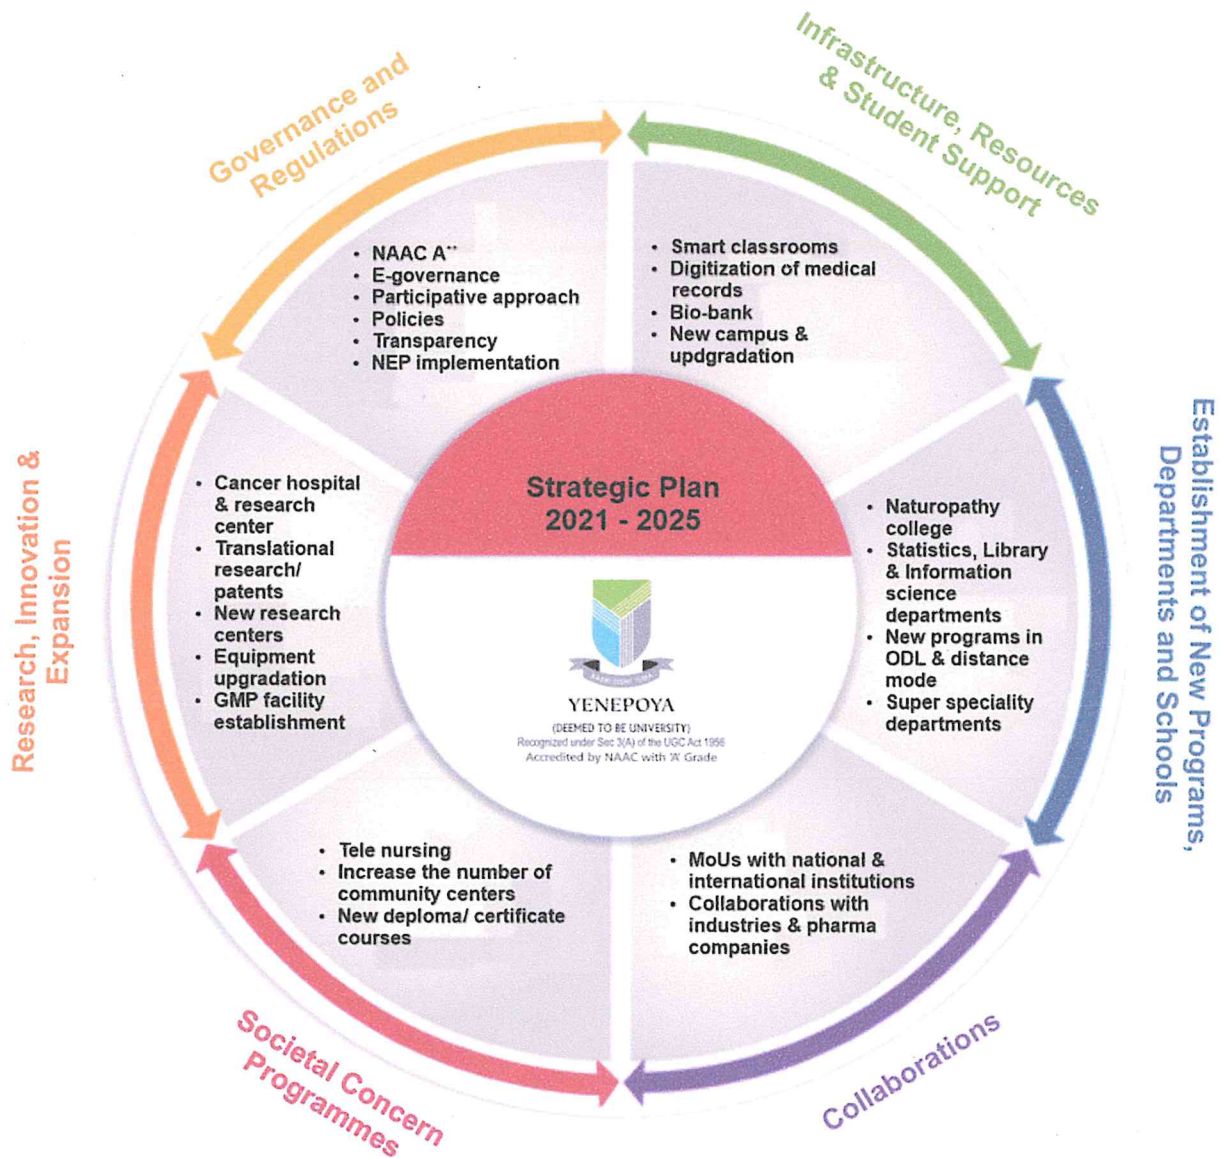 Governance and
Regulations
Infrastructure, Resources
& Student Support
• NAAC A++
• E-governance
• Participative approach
• Policies
• Transparency
• NEP implementation
• Smart classrooms
• Digitization of medical
records
• Bio-bank
• New campus &
updgradation
Research, Innovation &
Expansion
• Cancer hospital
& research
center
• Translational
research/
patents
• New research
centers
• Equipment
upgradation
• GMP facility
establishment
Strategic Plan
2021 - 2025
YENEPOYA
(DEEMED TO BE UNIVERSITY)
Recognized under Sec 3(A) of the UGC Act 1956
Accredited by NAAC with 'A' Grade
• Naturopathy
college
• Statistics, Library
& Information
science
departments
• New programs in
ODL & distance
mode
• Super speciality
departments
Establishment of New Programs,
Departments and Schools
• Tele nursing
• Increase the number of
community centers
• New deploma/ certificate
courses
• MoUs with national &
international institutions
• Collaborations with
industries & pharma
companies
Societal Concern
Programmes
Collaborations